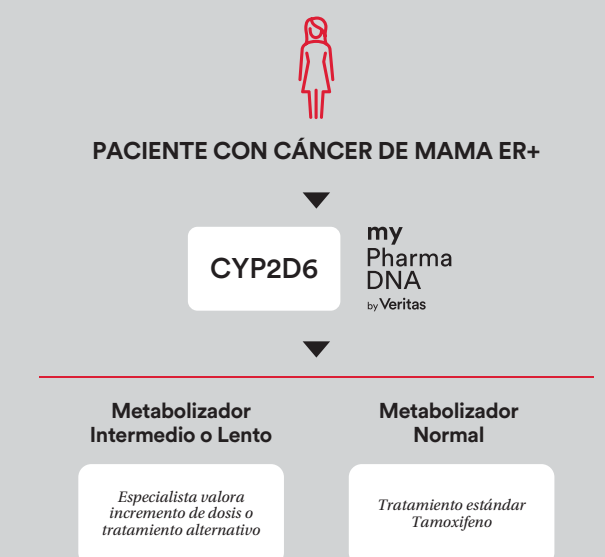 PACIENTE CON CÁNCER DE MAMA ER+
CYP2D6
my
Pharma
DNA
by Veritas
Metabolizador
Intermedio o Lento
Especialista valora
incremento de dosis o
tratamiento alternativo
Metabolizador
Normal
Tratamiento estándar
Tamoxifeno